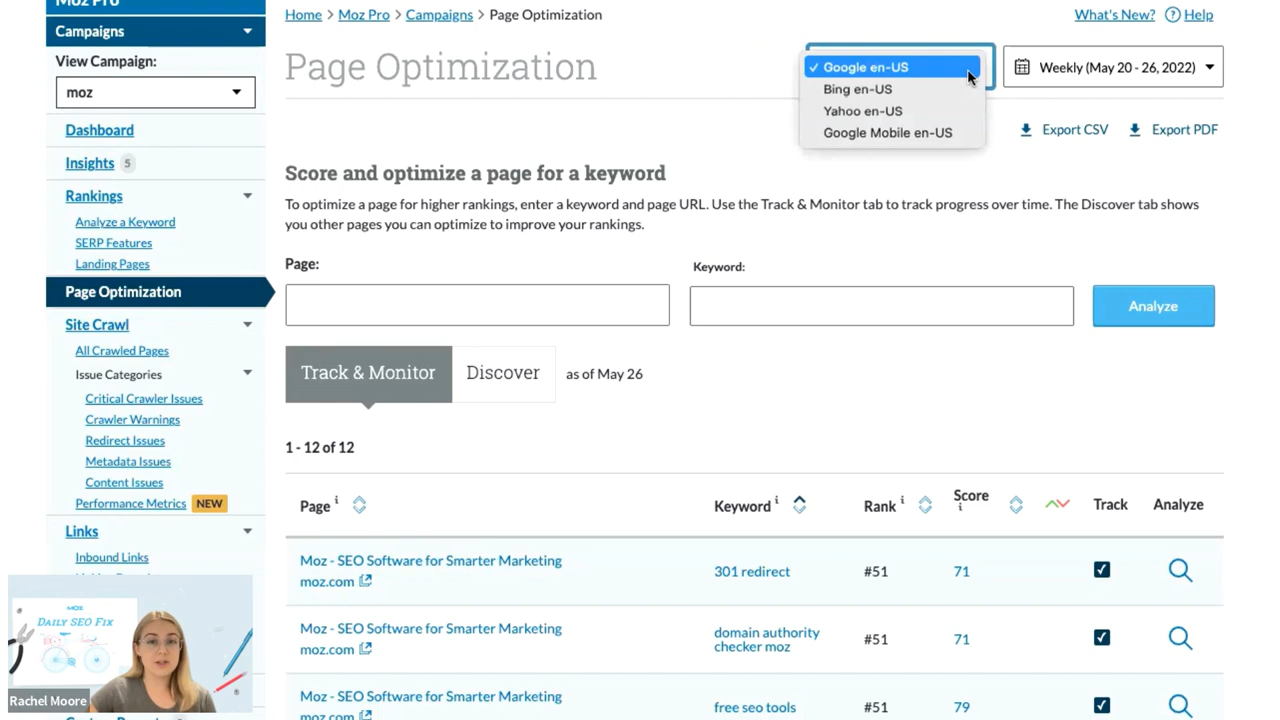 Moz Pro
Campaigns
View Campaign:
moz
Dashboard
Insights 5
Rankings
Analyze a Keyword
SERP Features
Landing Pages
Page Optimization
Site Crawl
All Crawled Pages
Issue Categories
Critical Crawler Issues
Crawler Warnings
Redirect Issues
Metadata Issues
Content Issues
Performance Metrics NEW
Links
Inbound Links
MOZ
DAILY SEO FIX
Rachel Moore
Home > Moz Pro > Campaigns > Page Optimization
What's New? ? Help
Page Optimization
✓ Google en-US
Bing en-US
Yahoo en-US
Google Mobile en-US
Weekly (May 20 - 26, 2022)
Export CSV Export PDF
Score and optimize a page for a keyword
To optimize a page for higher rankings, enter a keyword and page URL. Use the Track & Monitor tab to track progress over time. The Discover tab shows
you other pages you can optimize to improve your rankings.
Page: Keyword:
Analyze
Track & Monitor Discover as of May 26
1 - 12 of 12
Page i Keyword i Rank i Score i Track Analyze
Moz - SEO Software for Smarter Marketing
moz.com 301 redirect #51 71
Moz - SEO Software for Smarter Marketing
moz.com domain authority checker moz #51 71
Moz - SEO Software for Smarter Marketing
moz.com free seo tools #51 79